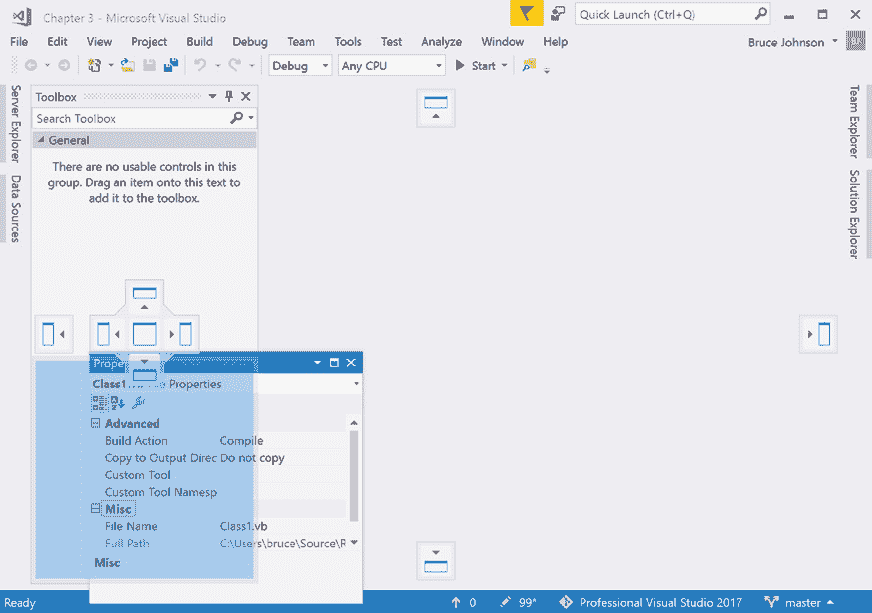 Chapter 3 - Microsoft Visual Studio
Quick Launch (Ctrl+Q)
File Edit View Project Build Debug Team Tools Test Analyze Window Help
Bruce Johnson
Debug Any CPU Start
Server Explorer
Data Sources
Toolbox
Search Toolbox
General
There are no usable controls in this
group. Drag an item onto this text to
add it to the toolbox.
Team Explorer
Solution Explorer
Class1. Properties
Advanced
Build Action Compile
Copy to Output Direc Do not copy
Custom Tool
Custom Tool Namesp
Misc
File Name Class1.vb
Full Path C:\Users\bruce\Source\R
Misc
Ready
0 99* Professional Visual Studio 2017 master